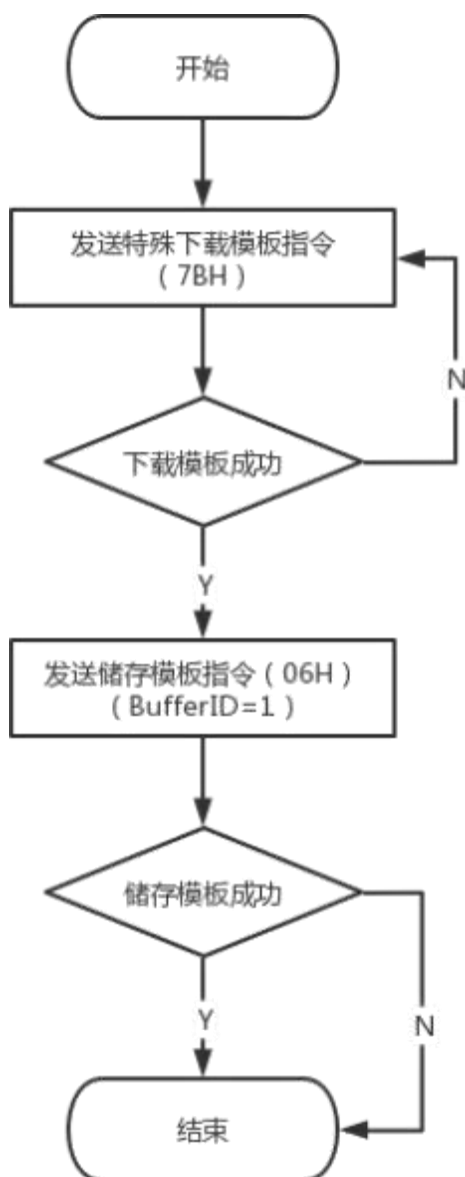 开始
发送特殊下载模板指令
（7BH）
N
下载模板成功
Y
发送储存模板指令（06H）
（BufferID=1）
储存模板成功
Y
N
结束